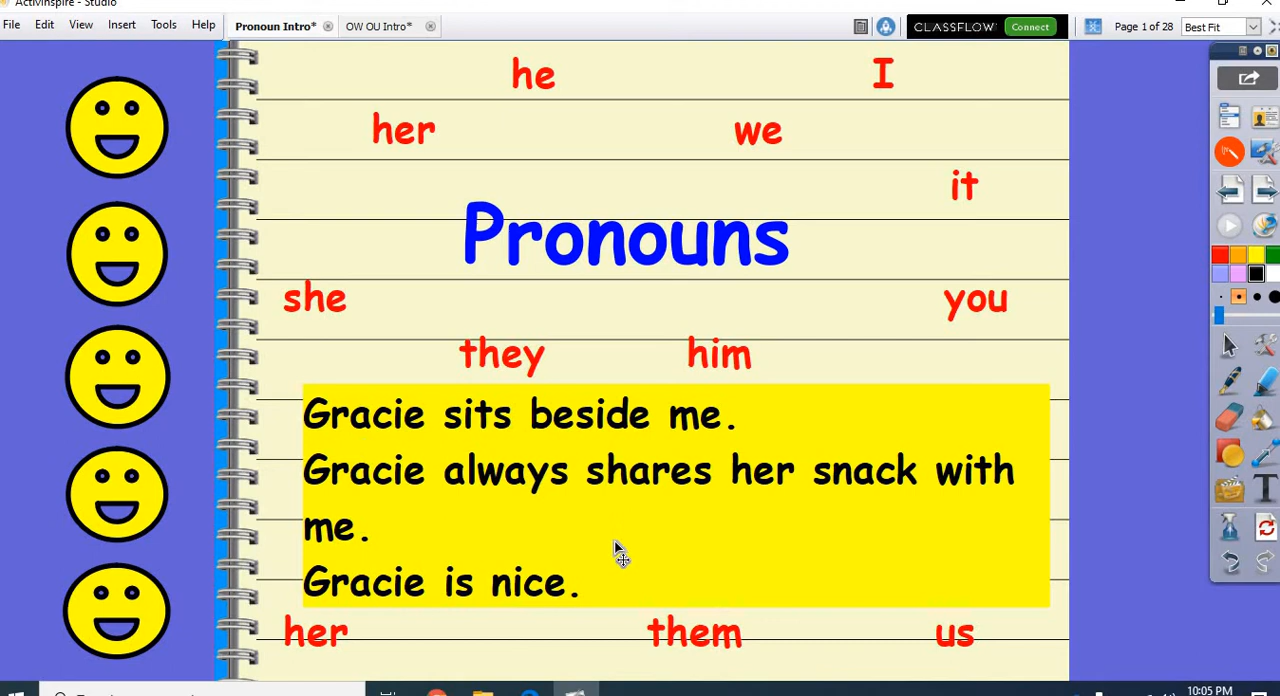 ActivInspire - Studio
File Edit View Insert Tools Help Pronoun Intro* OW OU Intro* CLASSFLOW Connect Page 1 of 28 Best Fit
he I
her we
it
Pronouns
she you
they him
Gracie sits beside me.
Gracie always shares her snack with
me.
Gracie is nice.
her them us
10:05 PM